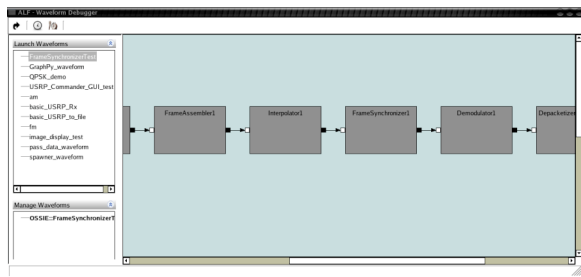 ALF - Waveform Debugger
Launch Waveforms
FrameSynchronizerTest
GraphPy_waveform
QPSK_demo
USRP_Commander_GUI_test
am
basic_USRP_Rx
basic_USRP_to_file
fm
image_display_test
pass_data_waveform
spawner_waveform
Manage Waveforms
OSSIE::FrameSynchronizerT
FrameAssembler1
Interpolator1
FrameSynchronizer1
Demodulator1
Depacketizer